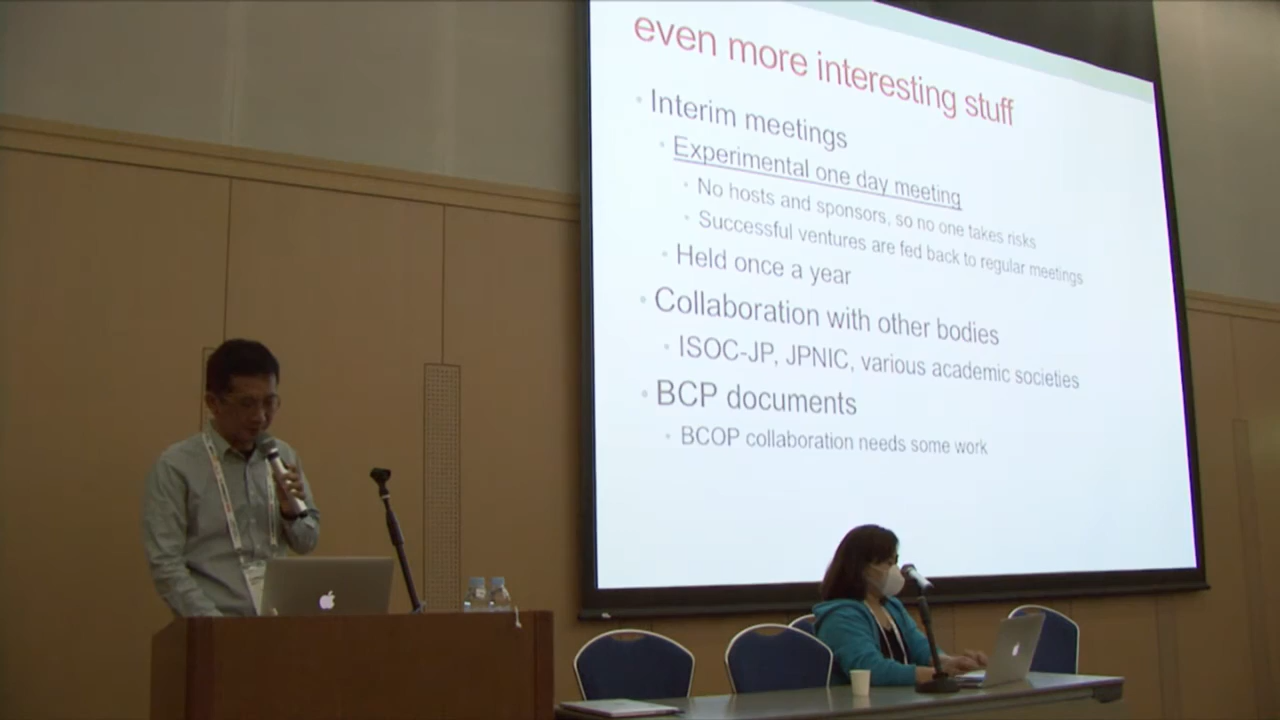 even more interesting stuff
Interim meetings
Experimental one day meeting
No hosts and sponsors, so no one takes risks
Successful ventures are fed back to regular meetings
Held once a year
Collaboration with other bodies
ISOC-JP, JPNIC, various academic societies
BCP documents
BCOP collaboration needs some work